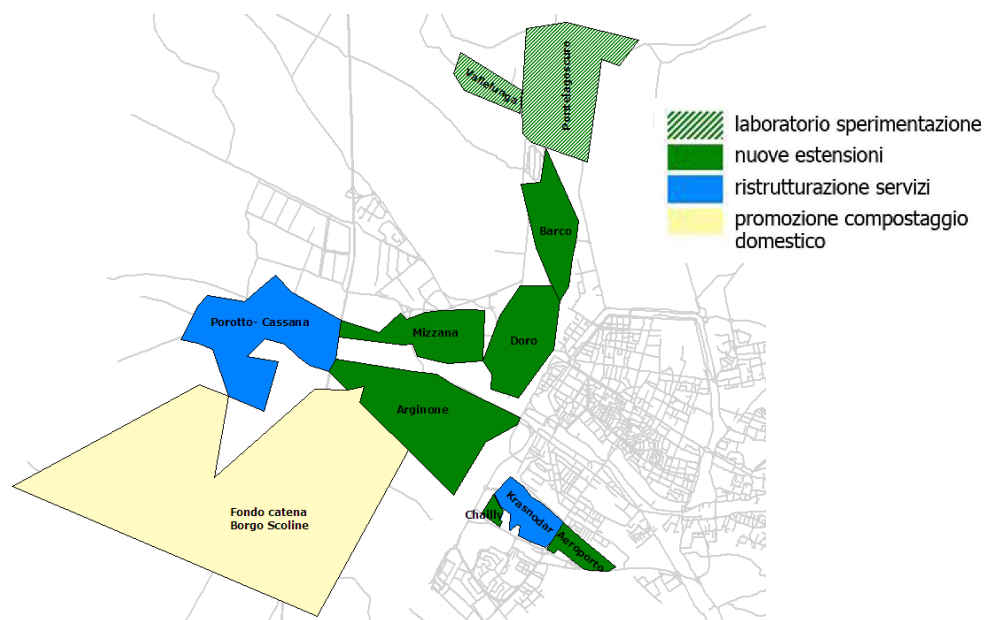 Vallelunga
Pontelagoscuro
laboratorio sperimentazione
nuove estensioni
ristrutturazione servizi
promozione compostaggio
domestico
Barco
Porotto- Cassana
Mizzana
Doro
Arginone
Fondo catena
Borgo Scoline
Chailly
Krasnodar
Aeroporto